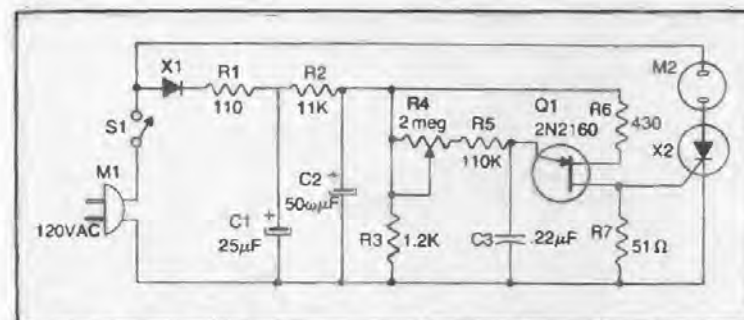 X1
R1
110
R2
11K
M2
R4
2 meg
R5
110K
Q1
2N2160
R6
430
X2
S1
M1
120VAC
C1
25μF
C2
50ωμF
R3
1.2K
C3
.22μF
R7
51Ω
+
+